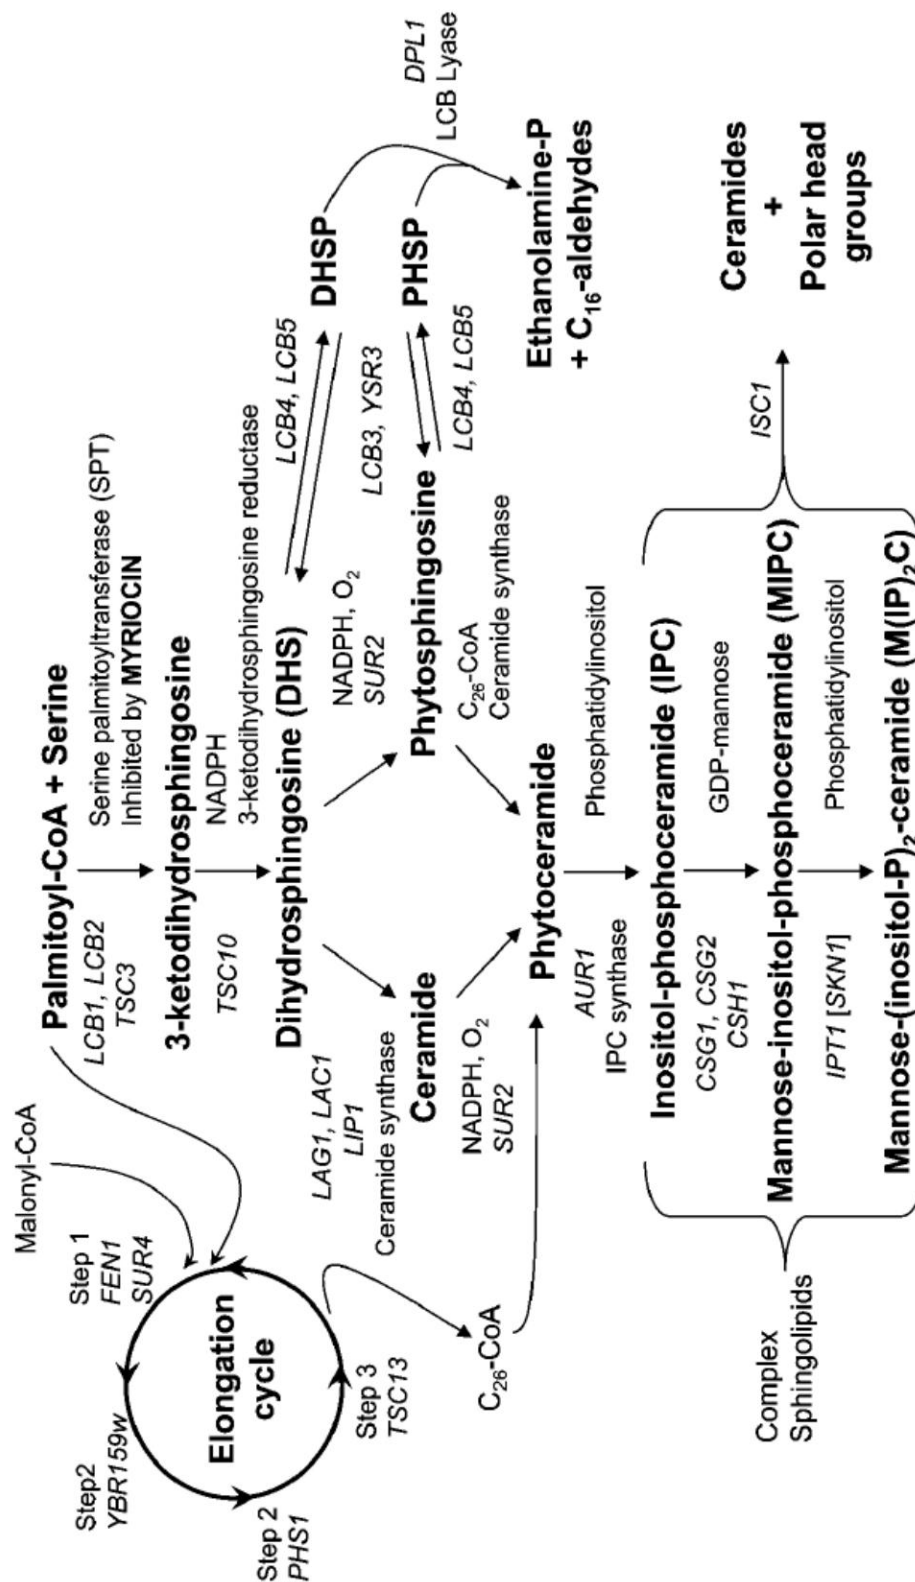 Malonyl-CoA
Palmitoyl-CoA + Serine
LCB1, LCB2
TSC3
Serine palmitoyltransferase (SPT)
Inhibited by MYRIOCIN
Step 1
FEN1
SUR4
Step2
YBR159w
Elongation
cycle
Step 2
PHS1
Step 3
TSC13
3-ketodihydrosphingosine
TSC10
NADPH
3-ketodihydrosphingosine reductase
Dihydrosphingosine (DHS)
LCB4, LCB5
DHSP
DPL1
LCB Lyase
LCB3, YSR3
LAG1, LAC1
LIP1
Ceramide synthase
NADPH, O2
SUR2
Ceramide
Phytosphingosine
PHSP
LCB4, LCB5
NADPH, O2
SUR2
C26-CoA
Ceramide synthase
C26-CoA
Phytoceramide
Ethanolamine-P
+ C16-aldehydes
AUR1
IPC synthase
Phosphatidylinositol
Inositol-phosphoceramide (IPC)
CSG1, CSG2
CSH1
GDP-mannose
Complex
Sphingolipids
Mannose-inositol-phosphoceramide (MIPC)
ISC1
Ceramides
+
Polar head
groups
IPT1 [SKN1]
Phosphatidylinositol
Mannose-(inositol-P)2-ceramide (M(IP)2C)